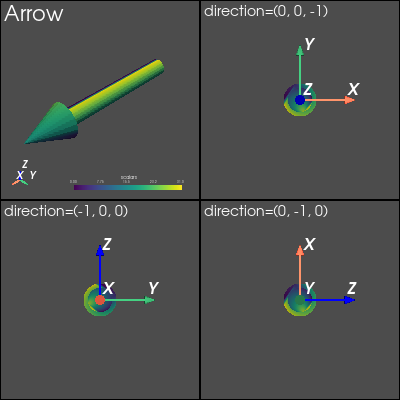 Arrow
direction=(0, 0, -1)
Y
Z
X
scalars
Z
X
Y
direction=(-1, 0, 0)
direction=(0, -1, 0)
Z
X
Y
X
Y
Z